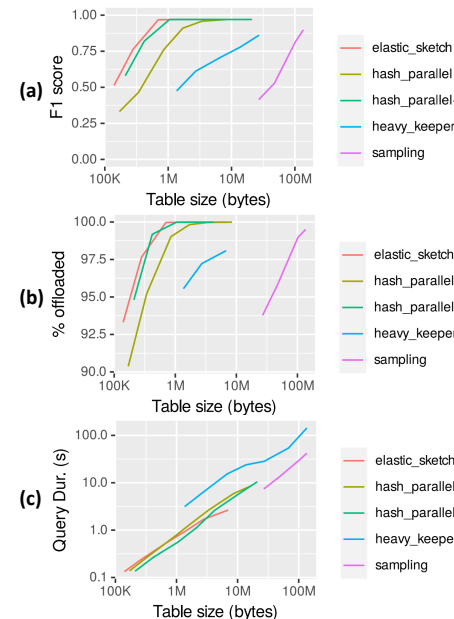 (a)
F1 score
1.00
0.75
0.50
0.25
0.00
100K 1M 10M 100M
Table size (bytes)
elastic_sketch
hash_parallel
hash_parallel-
heavy_keeper
sampling
(b)
% offloaded
100.0
97.5
95.0
92.5
90.0
100K 1M 10M 100M
Table size (bytes)
elastic_sketch
hash_parallel
hash_parallel
heavy_keeper
sampling
(c)
Query Dur. (s)
100.0
10.0
1.0
0.1
100K 1M 10M 100M
Table size (bytes)
elastic_sketch
hash_parallel
hash_parallel
heavy_keepe
sampling